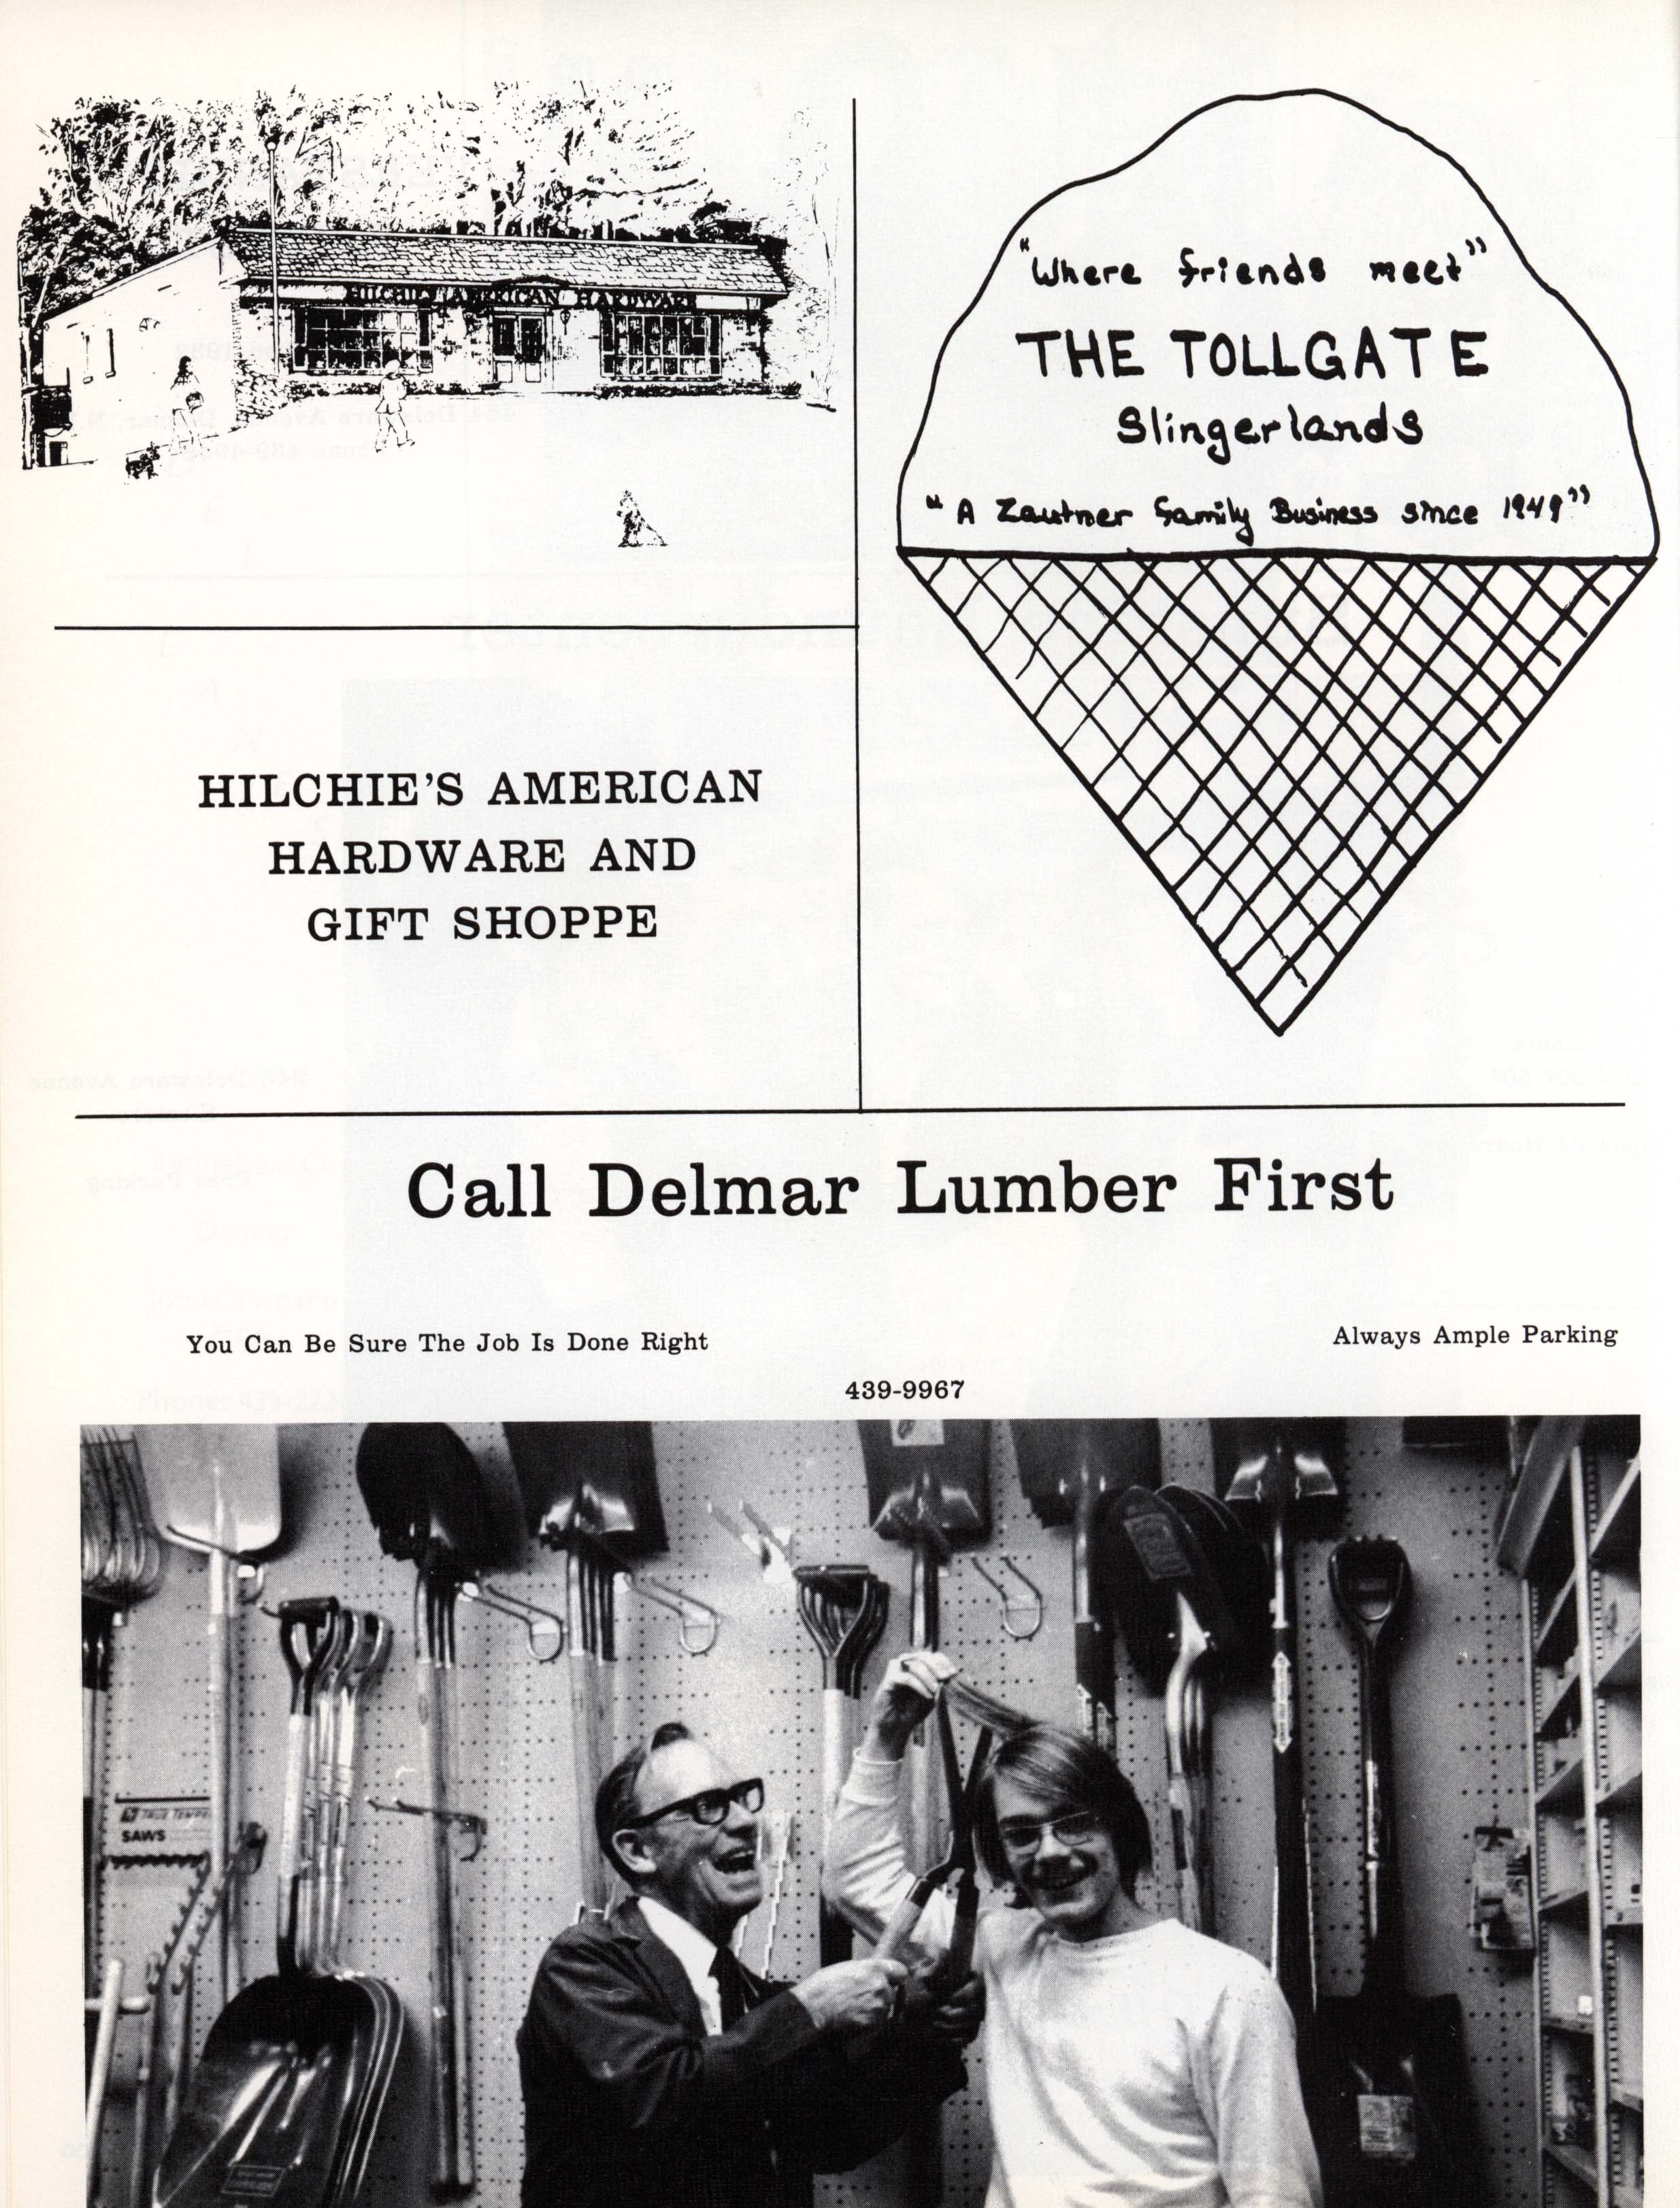 HILCHIE'S AMERICAN HARDWARE
HILCHIE'S AMERICAN
HARDWARE AND
GIFT SHOPPE
"Where friends meet"
THE TOLLGATE
Slingerlands
"A Zautner Family Business since 1949"
Call Delmar Lumber First
You Can Be Sure The Job Is Done Right
Always Ample Parking
439-9967
TRUE TEMPE
SAWS